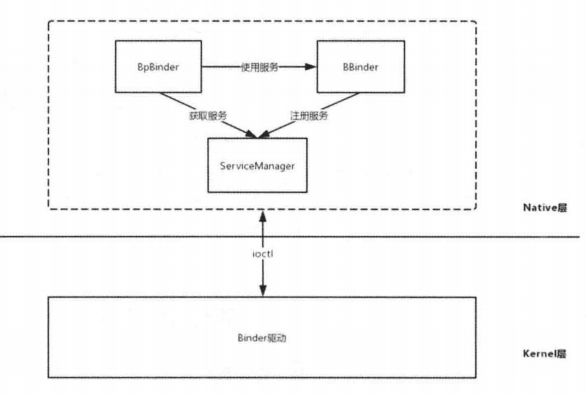 BpBinder
使用服务
BBinder
获取服务
注册服务
ServiceManager
Native层
ioctl
Binder驱动
Kernel层